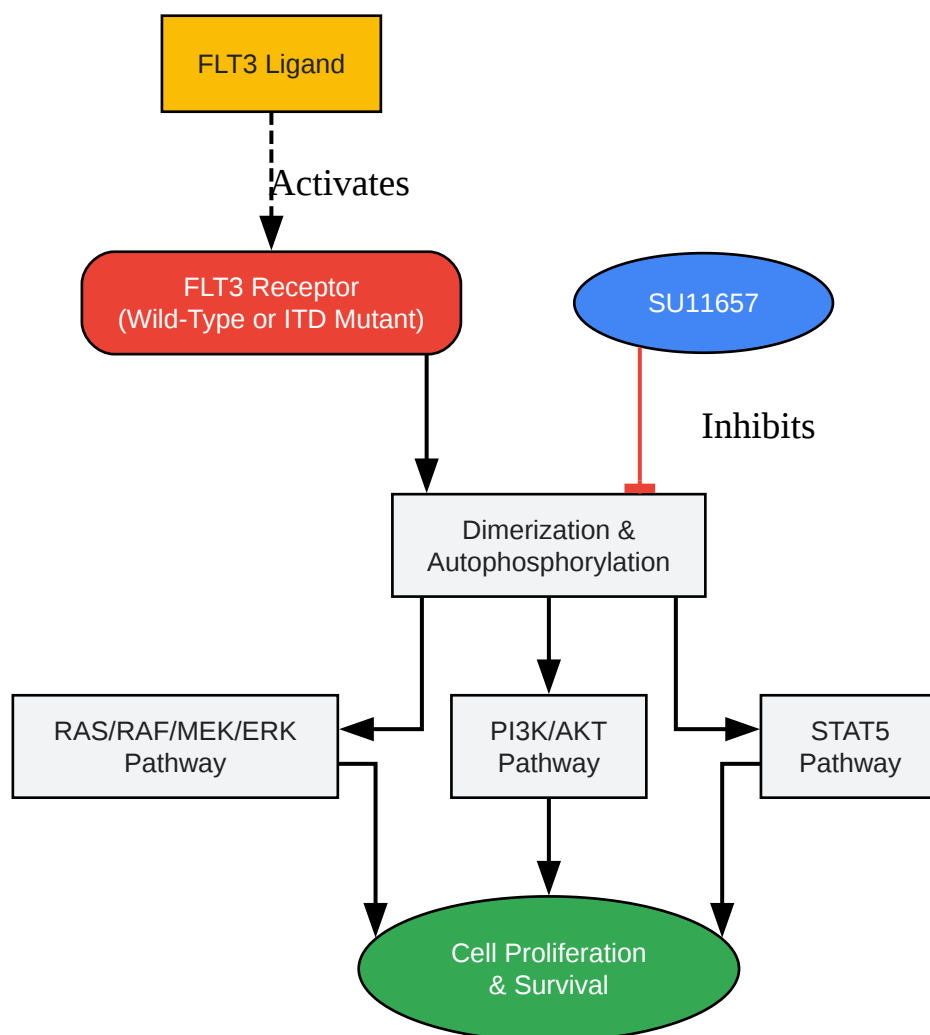 FLT3 Ligand
Activates
FLT3 Receptor
(Wild-Type or ITD Mutant)
SU11657
Inhibits
Dimerization &
Autophosphorylation
RAS/RAF/MEK/ERK
Pathway
PI3K/AKT
Pathway
STAT5
Pathway
Cell Proliferation
& Survival